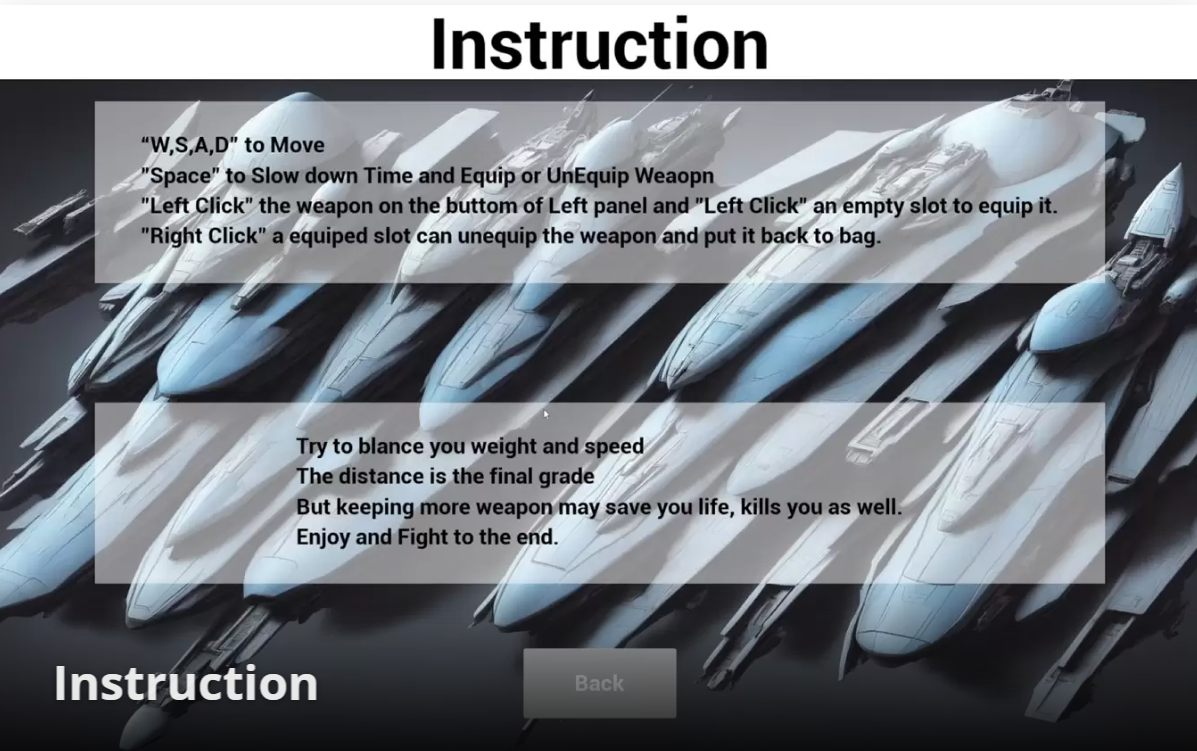 Instruction
“W,S,A,D” to Move
"Space" to Slow down Time and Equip or UnEquip Weaopn
"Left Click" the weapon on the buttom of Left panel and "Left Click" an empty slot to equip it.
"Right Click" a equiped slot can unequip the weapon and put it back to bag.
Try to blance you weight and speed
The distance is the final grade
But keeping more weapon may save you life, kills you as well.
Enjoy and Fight to the end.
Instruction
Back